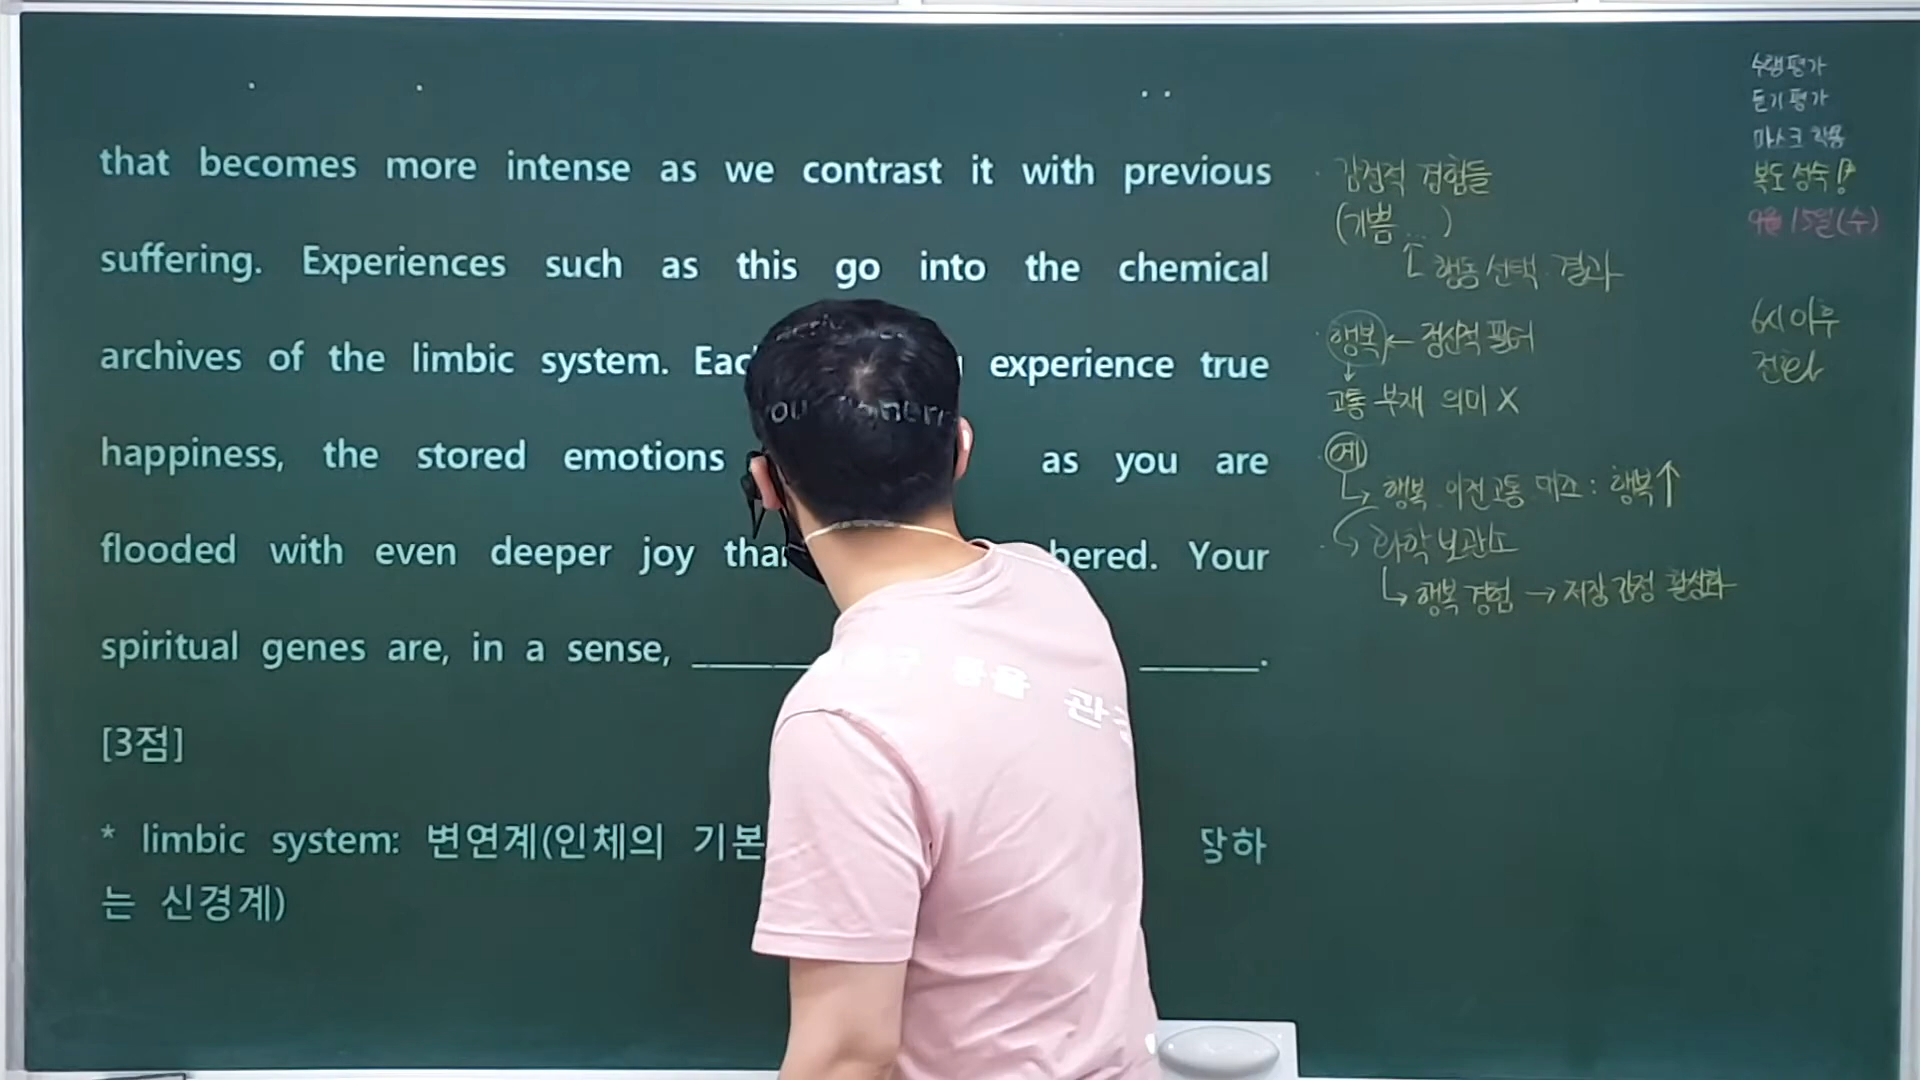 that becomes more intense as we contrast it with previous
suffering. Experiences such as this go into the chemical
archives of the limbic system. experience true
happiness, the stored emotions as you are
flooded with even deeper joy Your
spiritual genes are, in a sense, ______ ______.
[3점]
* limbic system: 변연계(인체의 기본 당하
는 신경계)
감정적 경험들
(기쁨 ... )
행동 선택 결과
행복 ← 정신적 필터
↓
고통 부재 의미 X
예
↳ 행복 이전고통 대조 : 행복↑
화학 보관소
↳ 행복 경험 → 저장 감정 활성화
수행평가
듣기평가
마스크 착용
복도 정숙!
9월 15일(수)
6시 이후
전화